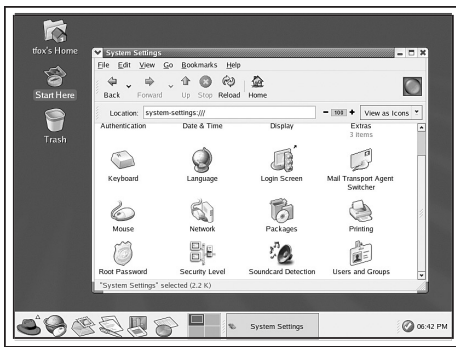 tfox's Home
Start Here
Trash
System Settings
File Edit View Go Bookmarks Help
Back Forward Up Stop Reload Home
Location: system-settings:/// 100 View as Icons
Authentication Date & Time Display Extras
3 items
Keyboard Language Login Screen Mail Transport Agent
Switcher
Mouse Network Packages Printing
Root Password Security Level Soundcard Detection Users and Groups
"System Settings" selected (2.2 K)
System Settings 06:42 PM